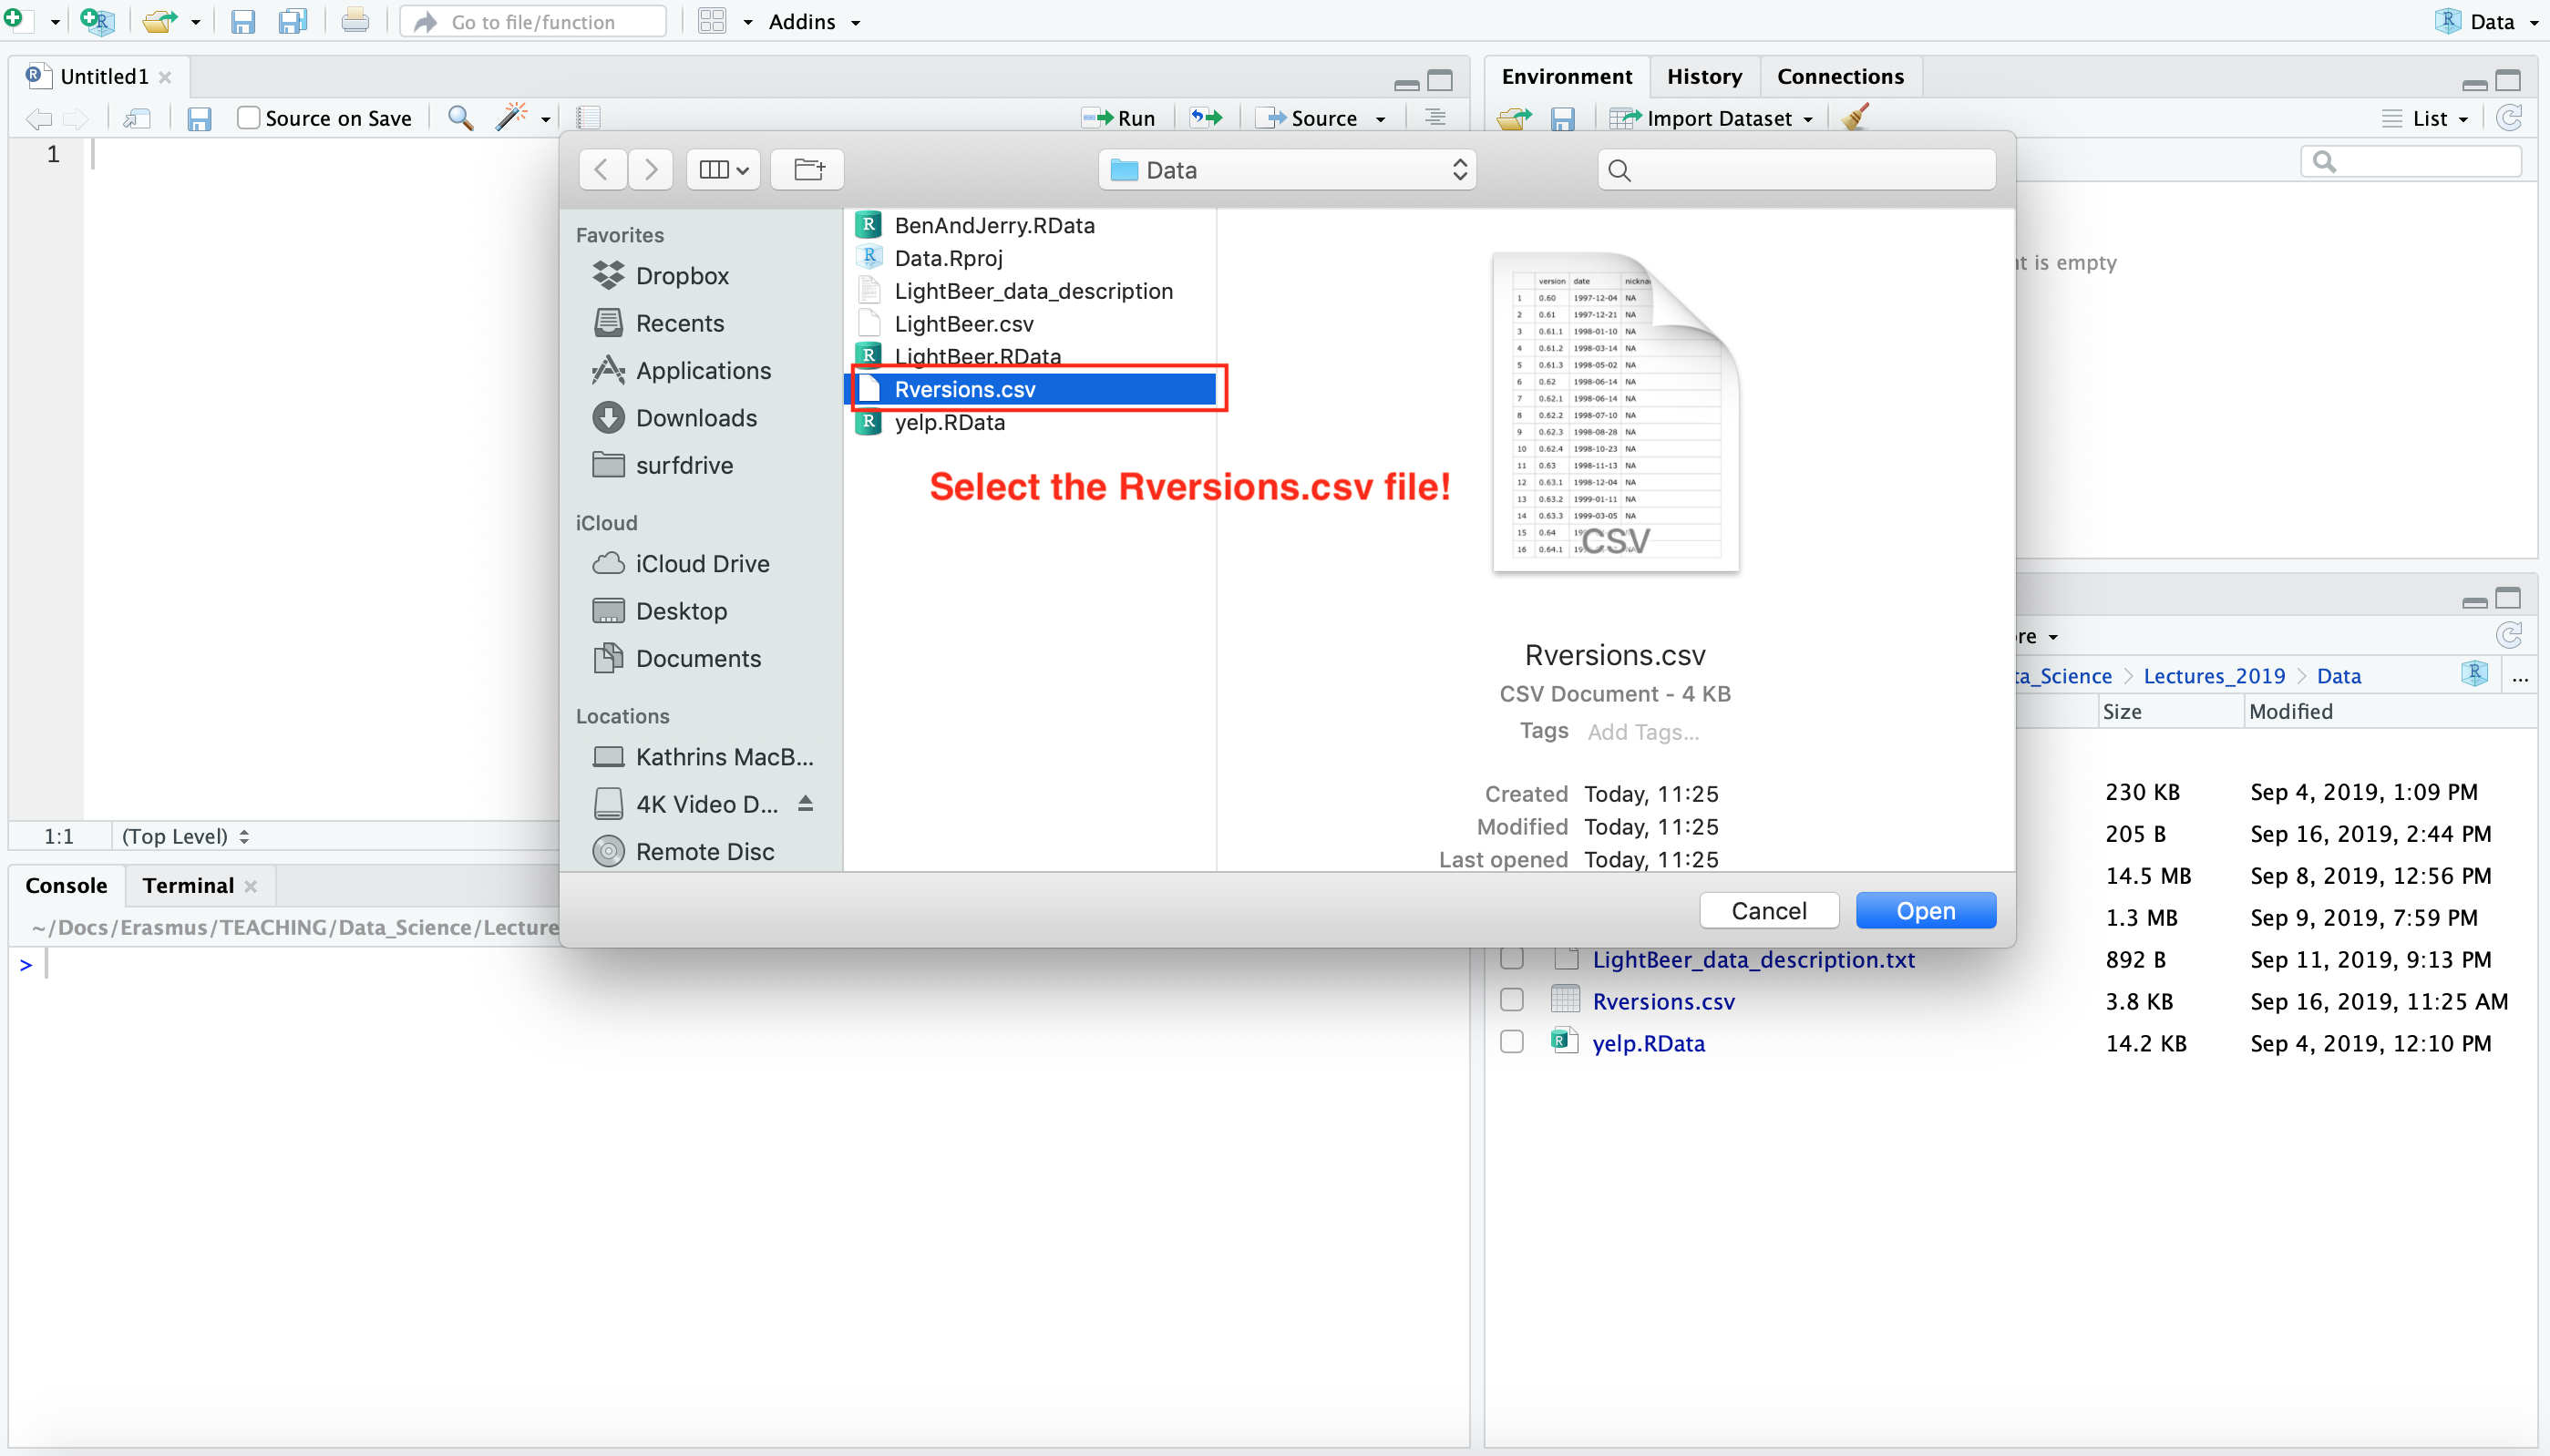 Go to file/function
Addins
Data
Untitled1
Source on Save
Run
Source
1
1:1
(Top Level)
Console
Terminal
~/Docs/Erasmus/TEACHING/Data_Science/Lecture
>
Environment
History
Connections
Import Dataset
List
t is empty
Data
Favorites
Dropbox
Recents
Applications
Downloads
surfdrive
iCloud
iCloud Drive
Desktop
Documents
Locations
Kathrins MacB...
4K Video D...
Remote Disc
BenAndJerry.RData
Data.Rproj
LightBeer_data_description
LightBeer.csv
LightBeer.RData
Rversions.csv
yelp.RData
Select the Rversions.csv file!
version date nickna
1 0.60 1997-12-04 NA
2 0.61 1997-12-21 NA
3 0.61.1 1998-01-10 NA
4 0.61.2 1998-03-14 NA
5 0.61.3 1998-05-02 NA
6 0.62 1998-06-14 NA
7 0.62.1 1998-06-14 NA
8 0.62.2 1998-07-10 NA
9 0.62.3 1998-08-28 NA
10 0.62.4 1998-10-23 NA
11 0.63 1998-11-13 NA
12 0.63.1 1998-12-04 NA
13 0.63.2 1999-01-11 NA
14 0.63.3 1999-03-05 NA
15 0.64
16 0.64.1
CSV
Rversions.csv
CSV Document - 4 KB
Tags Add Tags...
Created Today, 11:25
Modified Today, 11:25
Last opened Today, 11:25
Cancel
Open
re
ta_Science
Lectures_2019
Data
...
Size
Modified
230 KB Sep 4, 2019, 1:09 PM
205 B Sep 16, 2019, 2:44 PM
14.5 MB Sep 8, 2019, 12:56 PM
1.3 MB Sep 9, 2019, 7:59 PM
LightBeer_data_description.txt 892 B Sep 11, 2019, 9:13 PM
Rversions.csv 3.8 KB Sep 16, 2019, 11:25 AM
yelp.RData 14.2 KB Sep 4, 2019, 12:10 PM